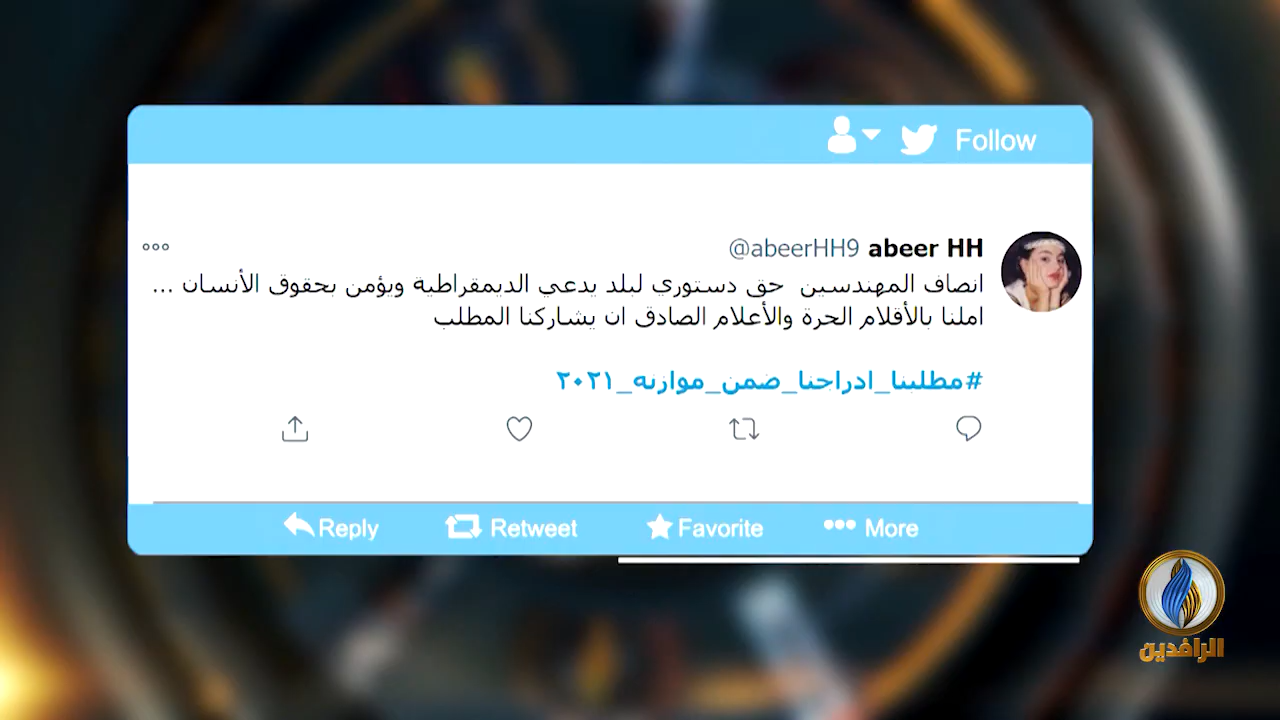 Follow
abeer HH @abeerHH9
انصاف المهندسين حق دستوري لبلد يدعي الديمقراطية ويؤمن بحقوق الأنسان ...
املنا بالأقلام الحرة والأعلام الصادق ان يشاركنا المطلب
#مطلبنا_ادراجنا_ضمن_موازنه_٢٠٢١
Reply Retweet Favorite More
الرافدين